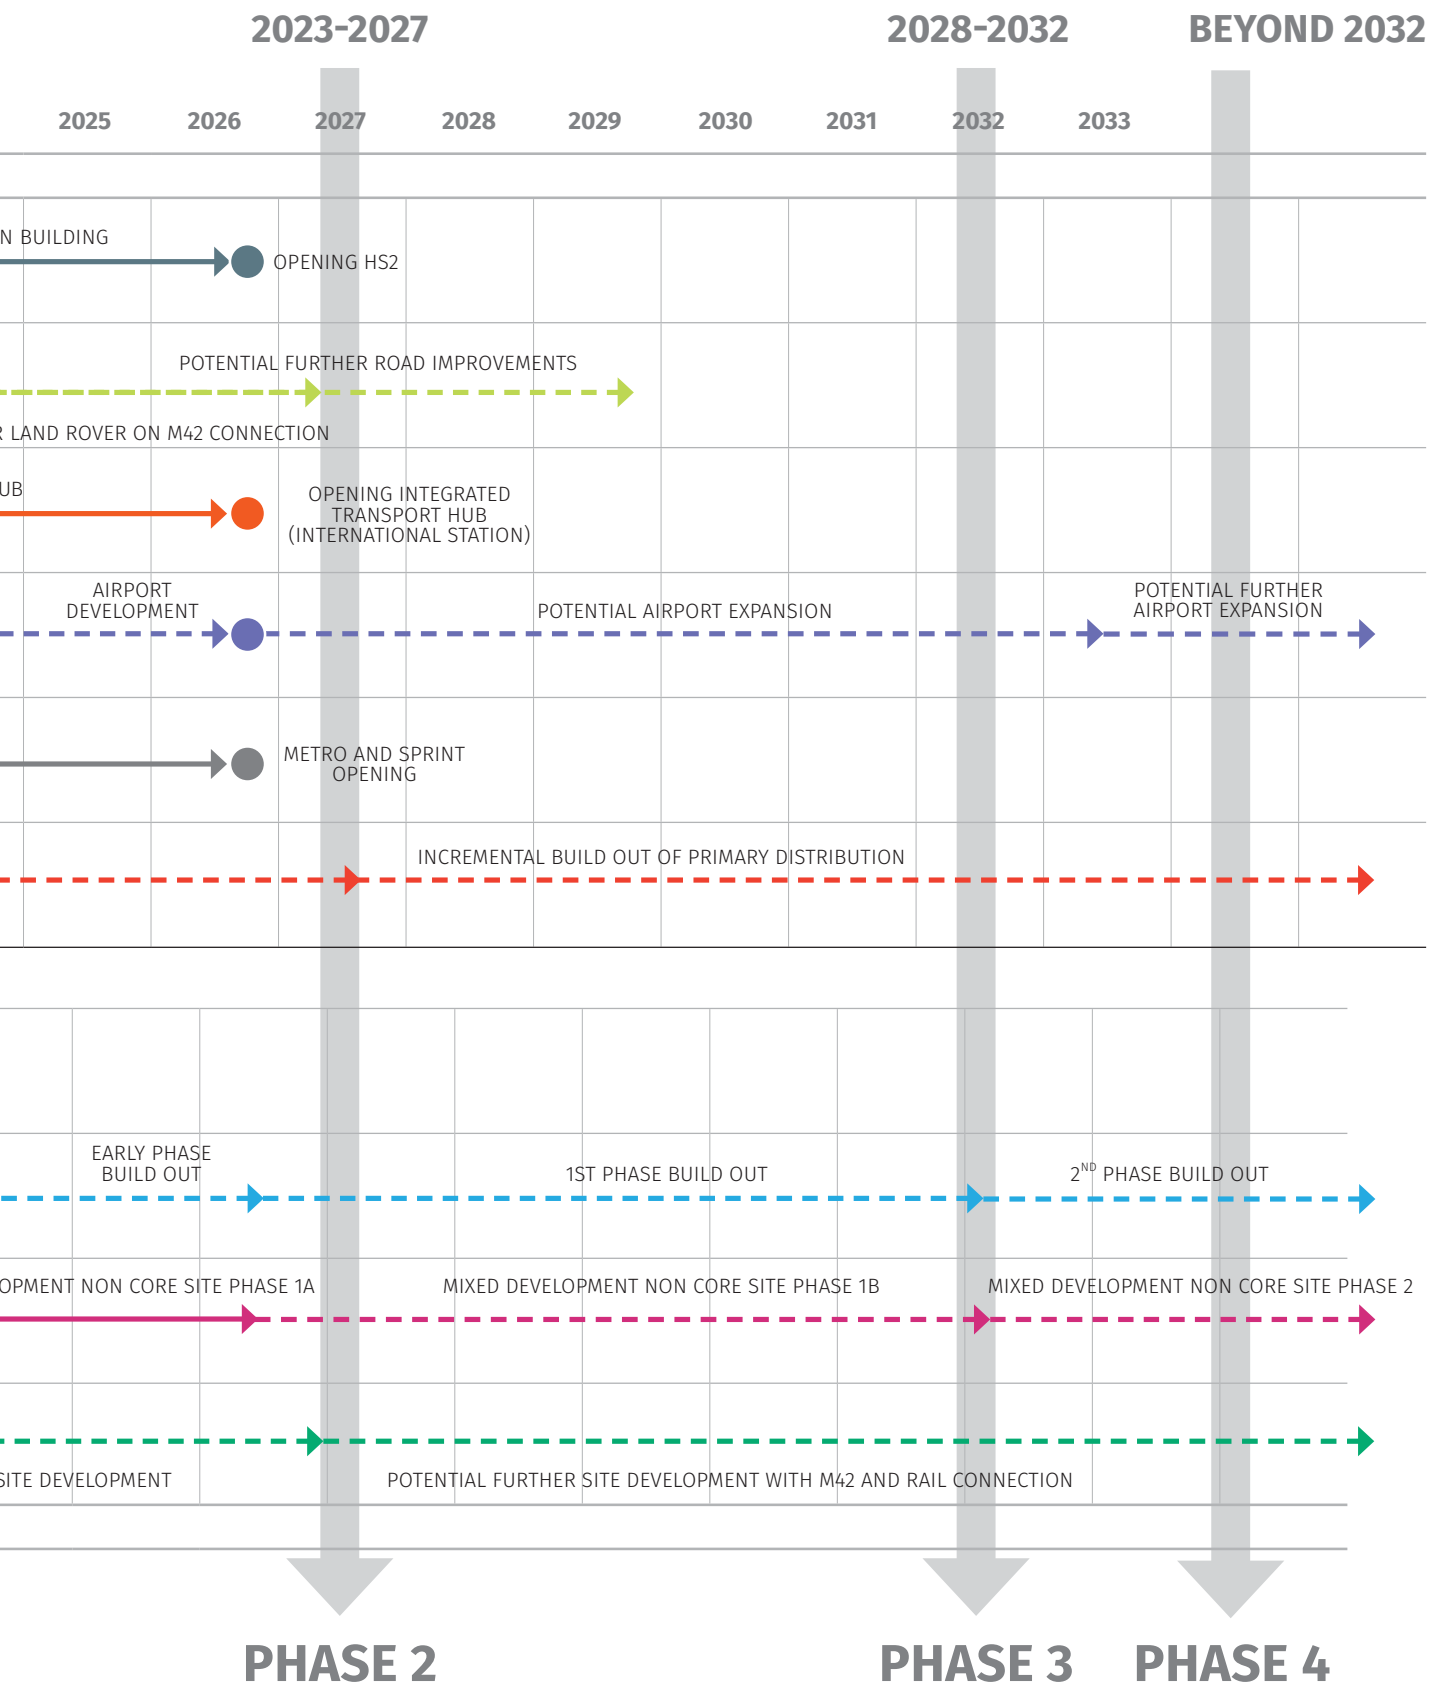 2023-2027 2028-2032 BEYOND 2032
2025 2026 2027 2028 2029 2030 2031 2032 2033
N BUILDING
OPENING HS2
POTENTIAL FURTHER ROAD IMPROVEMENTS
R LAND ROVER ON M42 CONNECTION
UB
OPENING INTEGRATED
TRANSPORT HUB
(INTERNATIONAL STATION)
AIRPORT
DEVELOPMENT
POTENTIAL AIRPORT EXPANSION
POTENTIAL FURTHER
AIRPORT EXPANSION
METRO AND SPRINT
OPENING
INCREMENTAL BUILD OUT OF PRIMARY DISTRIBUTION
EARLY PHASE
BUILD OUT
1ST PHASE BUILD OUT
2ND PHASE BUILD OUT
OPMENT NON CORE SITE PHASE 1A
MIXED DEVELOPMENT NON CORE SITE PHASE 1B
MIXED DEVELOPMENT NON CORE SITE PHASE 2
SITE DEVELOPMENT
POTENTIAL FURTHER SITE DEVELOPMENT WITH M42 AND RAIL CONNECTION
PHASE 2 PHASE 3 PHASE 4